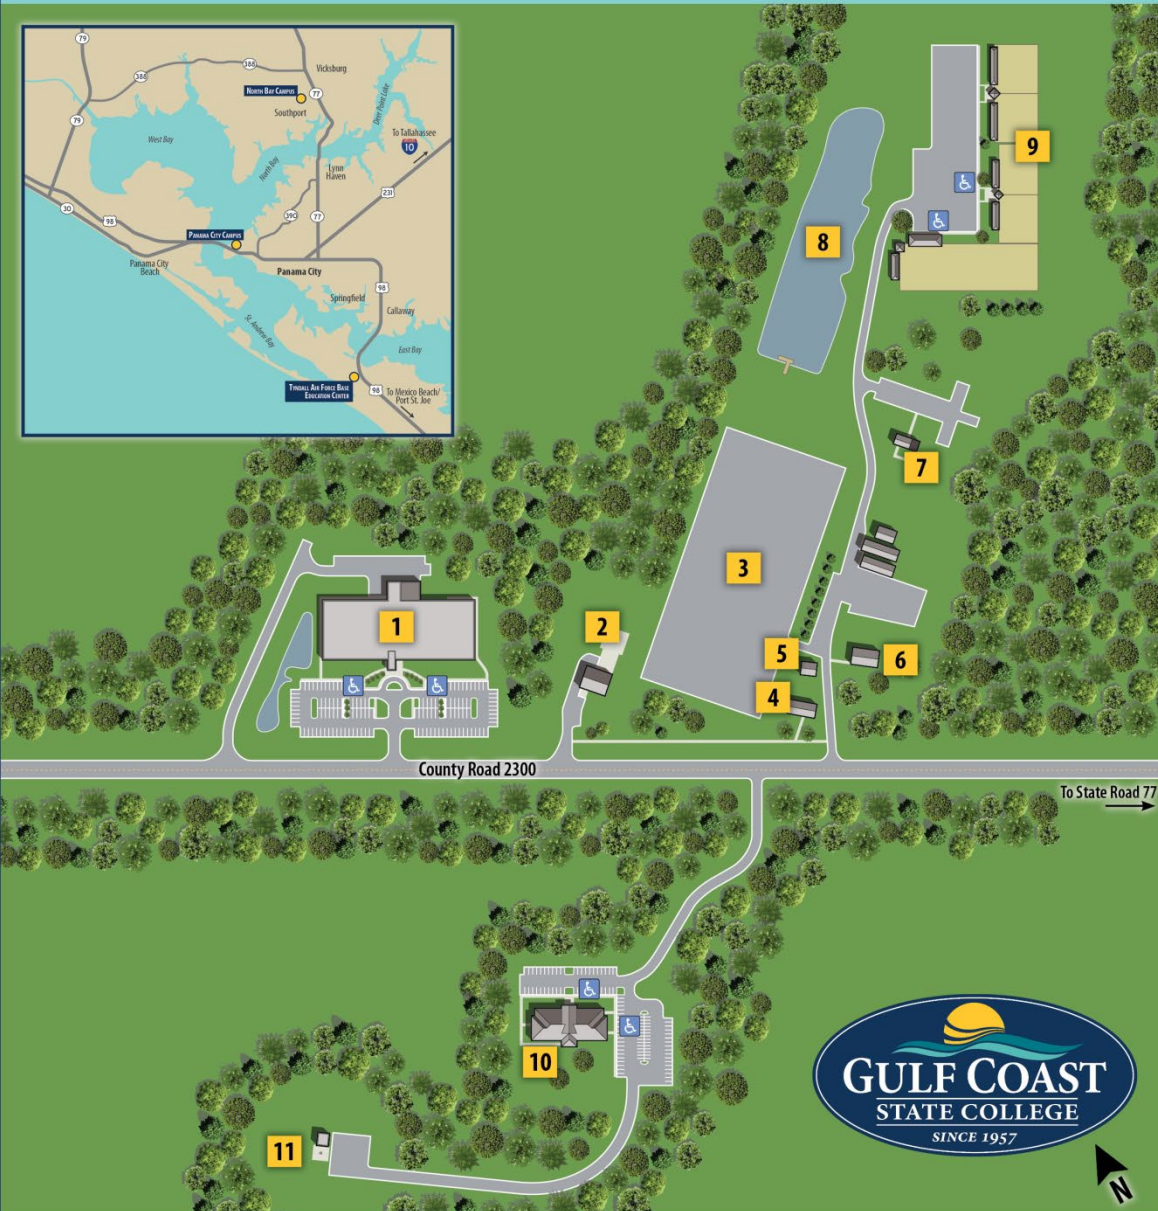 79
388
388
Vicksburg
NORTH BAY CAMPUS
77
Southport
Deer Point Lake
79
West Bay
To Tallahassee
10
North Bay
Lynn
Haven
231
30
98
390
77
PANAMA CITY CAMPUS
Panama City
Beach
Panama City
98
Springfield
Callaway
St. Andrew Bay
East Bay
TYNDALL AIR FORCE BASE
EDUCATION CENTER
98
To Mexico Beach/
Port St. Joe
9
8
7
3
1
2
5
6
4
County Road 2300
To State Road 77
10
11
GULF COAST
STATE COLLEGE
SINCE 1957
N